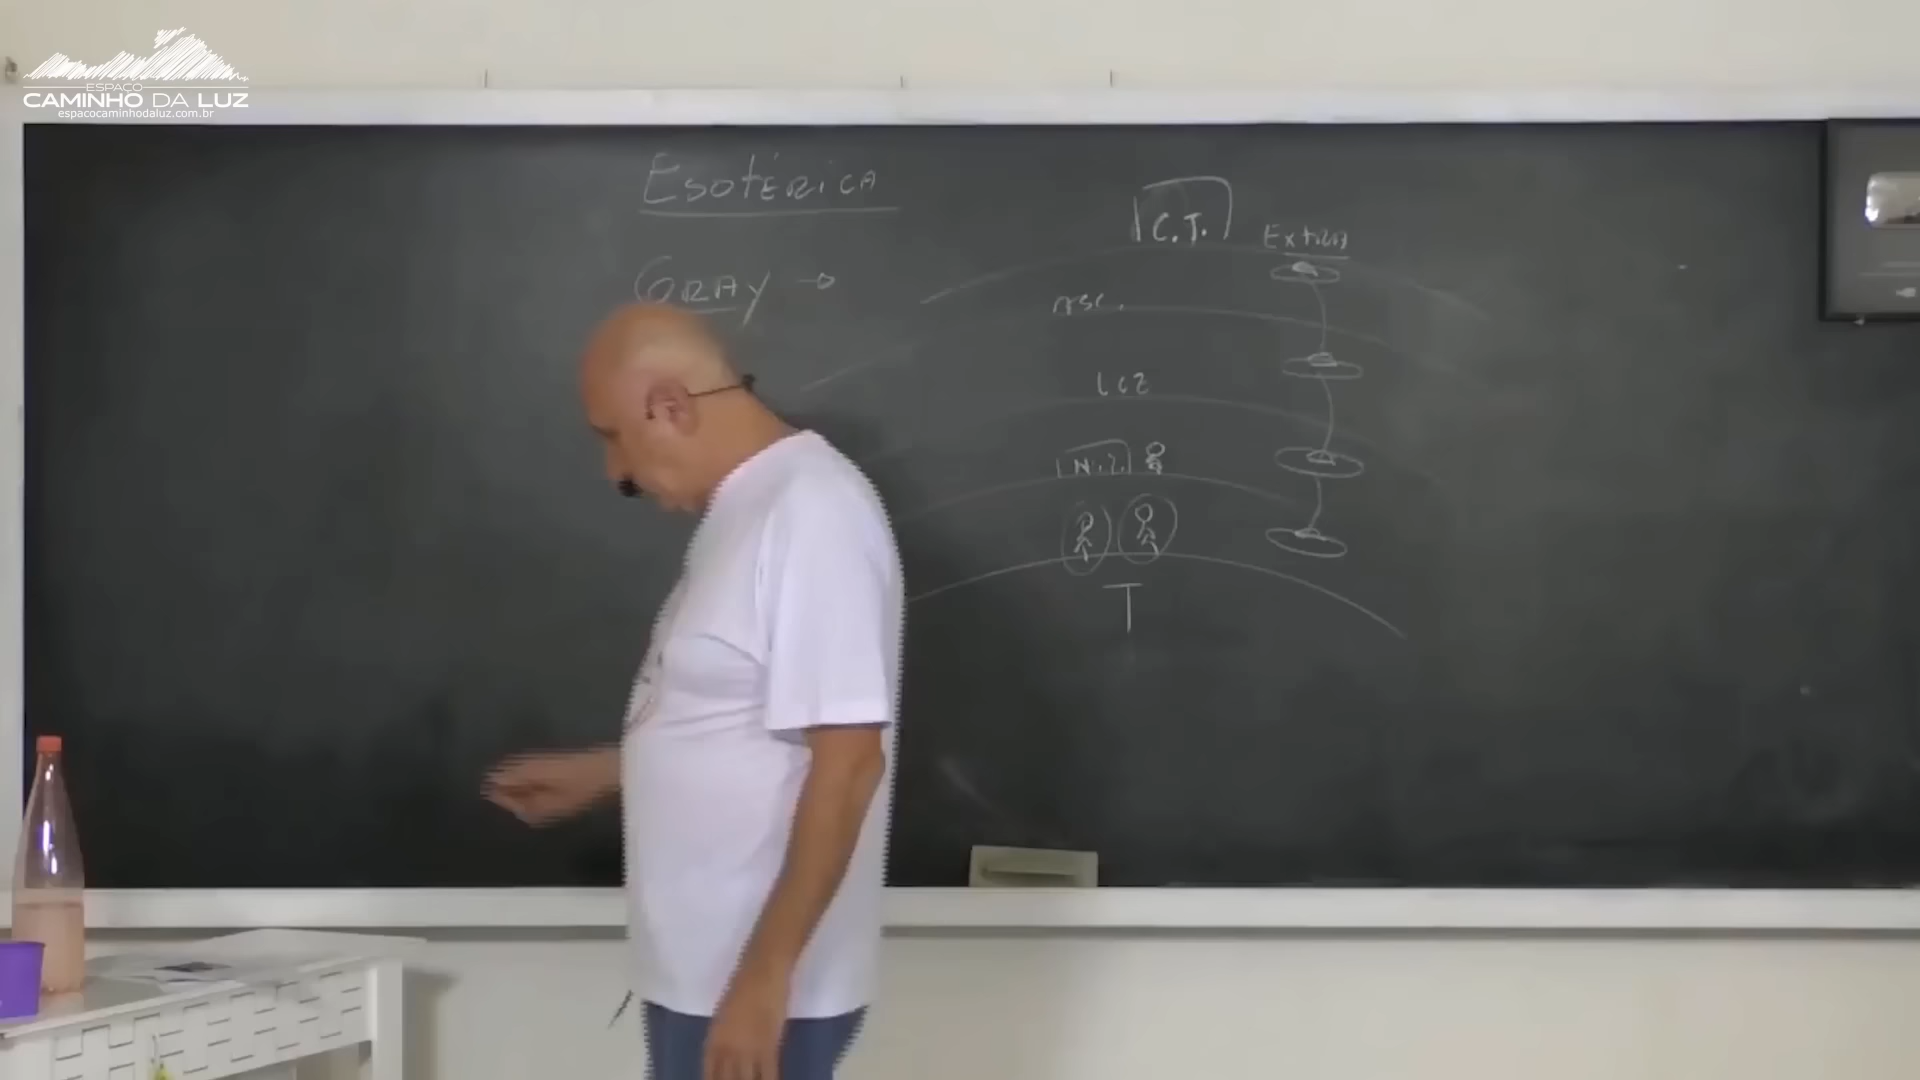 ESPAÇO
CAMINHO DA LUZ
espacocaminhodaluz.com.br
ESOTÉRICA
GRAY →
C.T.
EXTRA
ASC.
LUZ
T